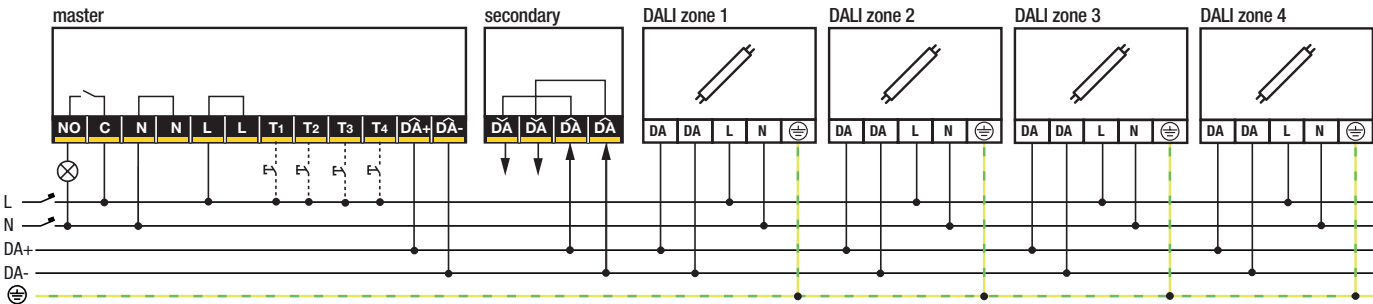 master secondary DALI zone 1 DALI zone 2 DALI zone 3 DALI zone 4
NO C N N L L T1 T2 T3 T4 DA+ DA- DA DA DA DA DA DA L N DA DA L N DA DA L N DA DA L N
L
N
DA+
DA-